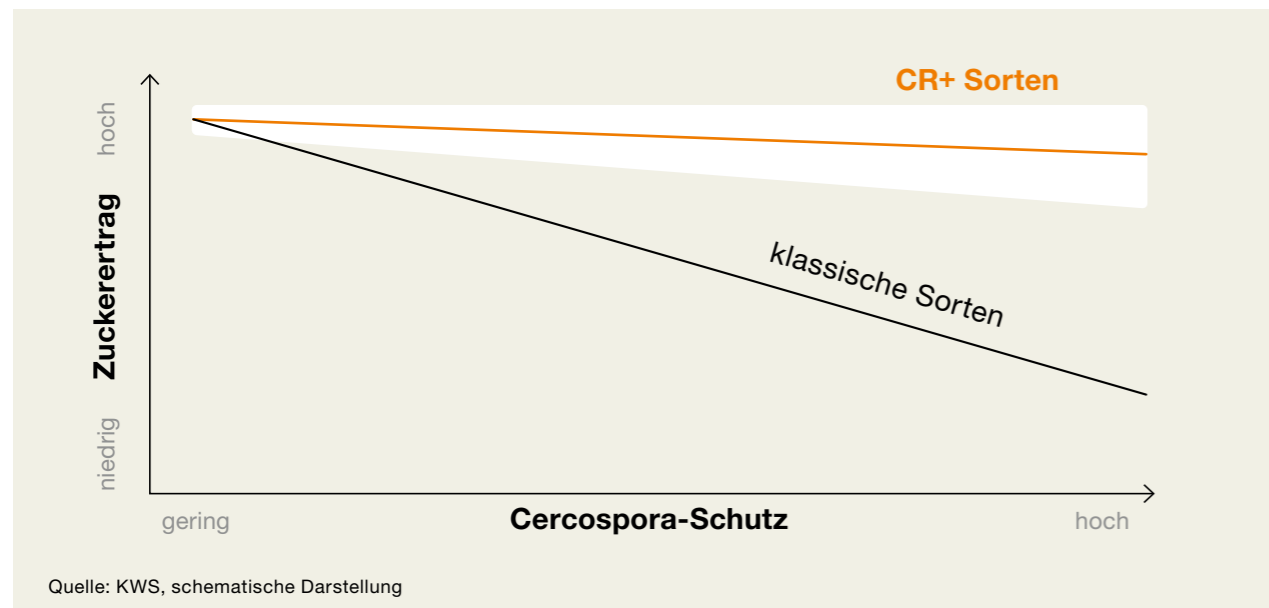 CR+ Sorten
hoch
Zuckerertrag
niedrig
klassische Sorten
gering
Cercospora-Schutz
hoch
Quelle: KWS, schematische Darstellung